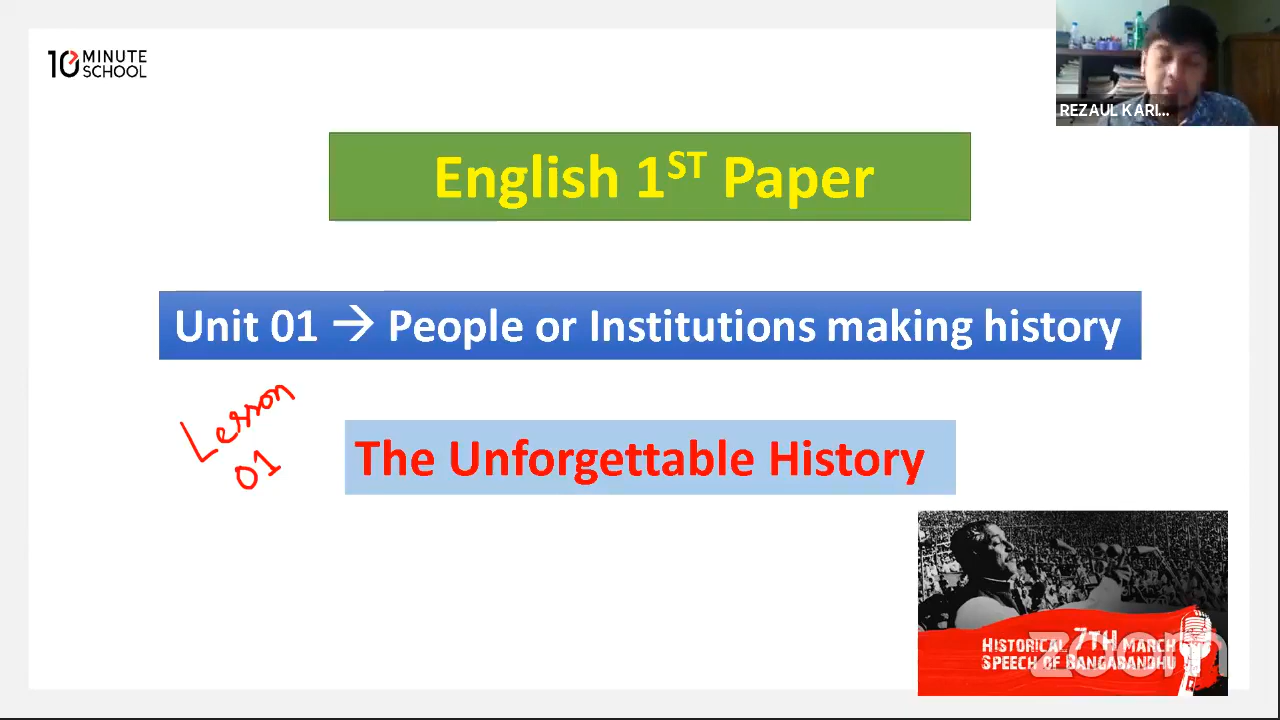 10 MINUTE
SCHOOL
REZAUL KARI...
English 1ST Paper
Unit 01 → People or Institutions making history
Lesson
01
The Unforgettable History
HISTORICAL 7TH MARCH
SPEECH OF BANGABANDHU
zoom